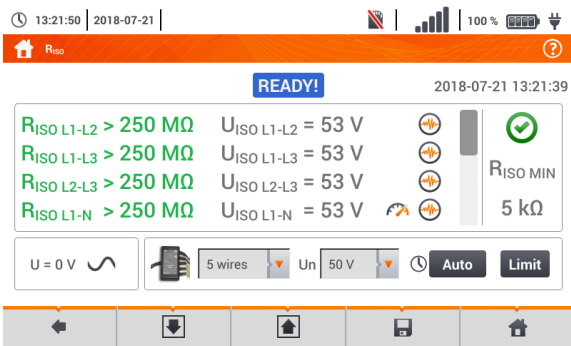 13:21:50 2018-07-21 100 %
RISO ?
READY! 2018-07-21 13:21:39
RISO L1-L2 > 250 MΩ UISO L1-L2 = 53 V
RISO L1-L3 > 250 MΩ UISO L1-L3 = 53 V
RISO L2-L3 > 250 MΩ UISO L2-L3 = 53 V
RISO L1-N > 250 MΩ UISO L1-N = 53 V
RISO MIN
5 kΩ
U = 0 V 5 wires Un 50 V Auto Limit